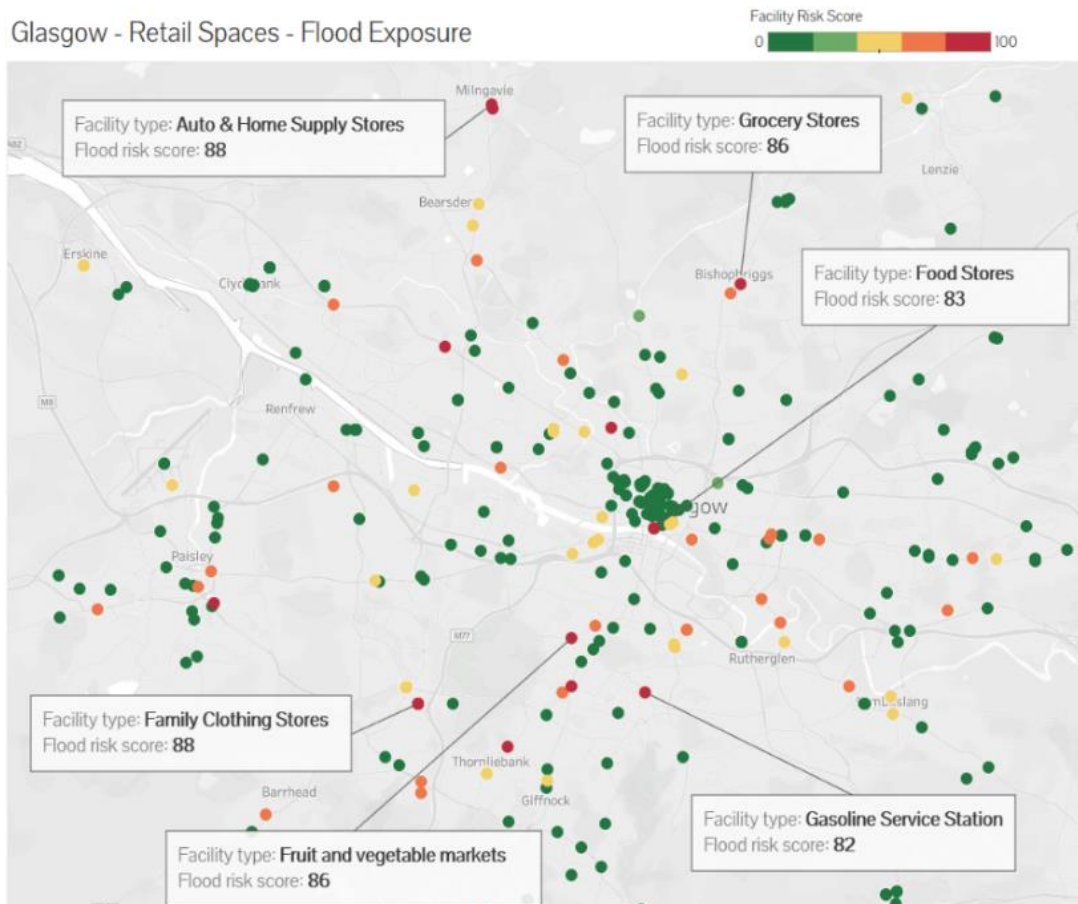 Glasgow - Retail Spaces - Flood Exposure
Facility Risk Score
0 100
Milngavie
Facility type: Auto & Home Supply Stores
Flood risk score: 88
Facility type: Grocery Stores
Flood risk score: 86
A82
Lenzie
Bearsden
Erskine
Clydebank
Bishopbriggs
Facility type: Food Stores
Flood risk score: 83
M8
Renfrew
gow
Paisley
M77
Rutherglen
Facility type: Family Clothing Stores
Flood risk score: 88
Thornliebank
Barrhead
Giffnock
Facility type: Gasoline Service Station
Flood risk score: 82
Facility type: Fruit and vegetable markets
Flood risk score: 86